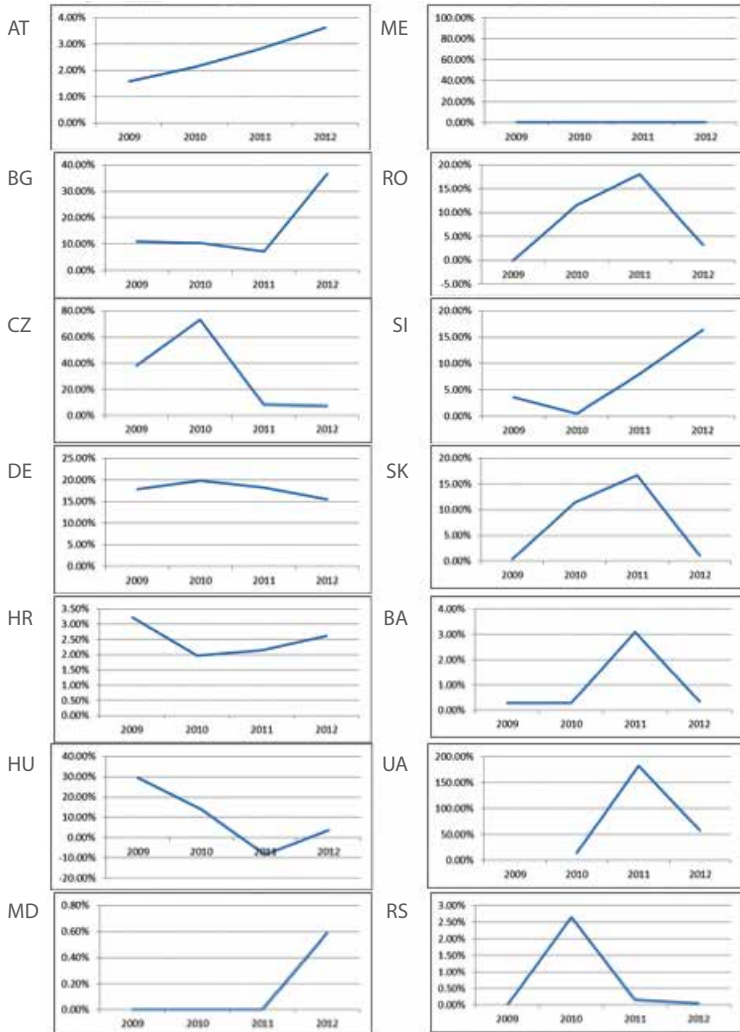 AT
4.00%
3.00%
2.00%
1.00%
0.00%
2009 2010 2011 2012
ME
100.00%
80.00%
60.00%
40.00%
20.00%
0.00%
2009 2010 2011 2012
BG
40.00%
30.00%
20.00%
10.00%
0.00%
2009 2010 2011 2012
RO
20.00%
15.00%
10.00%
5.00%
0.00%
-5.00%
2009 2010 2011 2012
CZ
80.00%
60.00%
40.00%
20.00%
0.00%
2009 2010 2011 2012
SI
20.00%
15.00%
10.00%
5.00%
0.00%
2009 2010 2011 2012
DE
25.00%
20.00%
15.00%
10.00%
5.00%
0.00%
2009 2010 2011 2012
SK
20.00%
15.00%
10.00%
5.00%
0.00%
2009 2010 2011 2012
HR
3.50%
3.00%
2.50%
2.00%
1.50%
1.00%
0.50%
0.00%
2009 2010 2011 2012
BA
4.00%
3.00%
2.00%
1.00%
0.00%
2009 2010 2011 2012
HU
40.00%
30.00%
20.00%
10.00%
0.00%
-10.00%
-20.00%
2009 2010 2011 2012
UA
200.00%
150.00%
100.00%
50.00%
0.00%
2009 2010 2011 2012
MD
0.80%
0.60%
0.40%
0.20%
0.00%
2009 2010 2011 2012
RS
3.00%
2.50%
2.00%
1.50%
1.00%
0.50%
0.00%
2009 2010 2011 2012